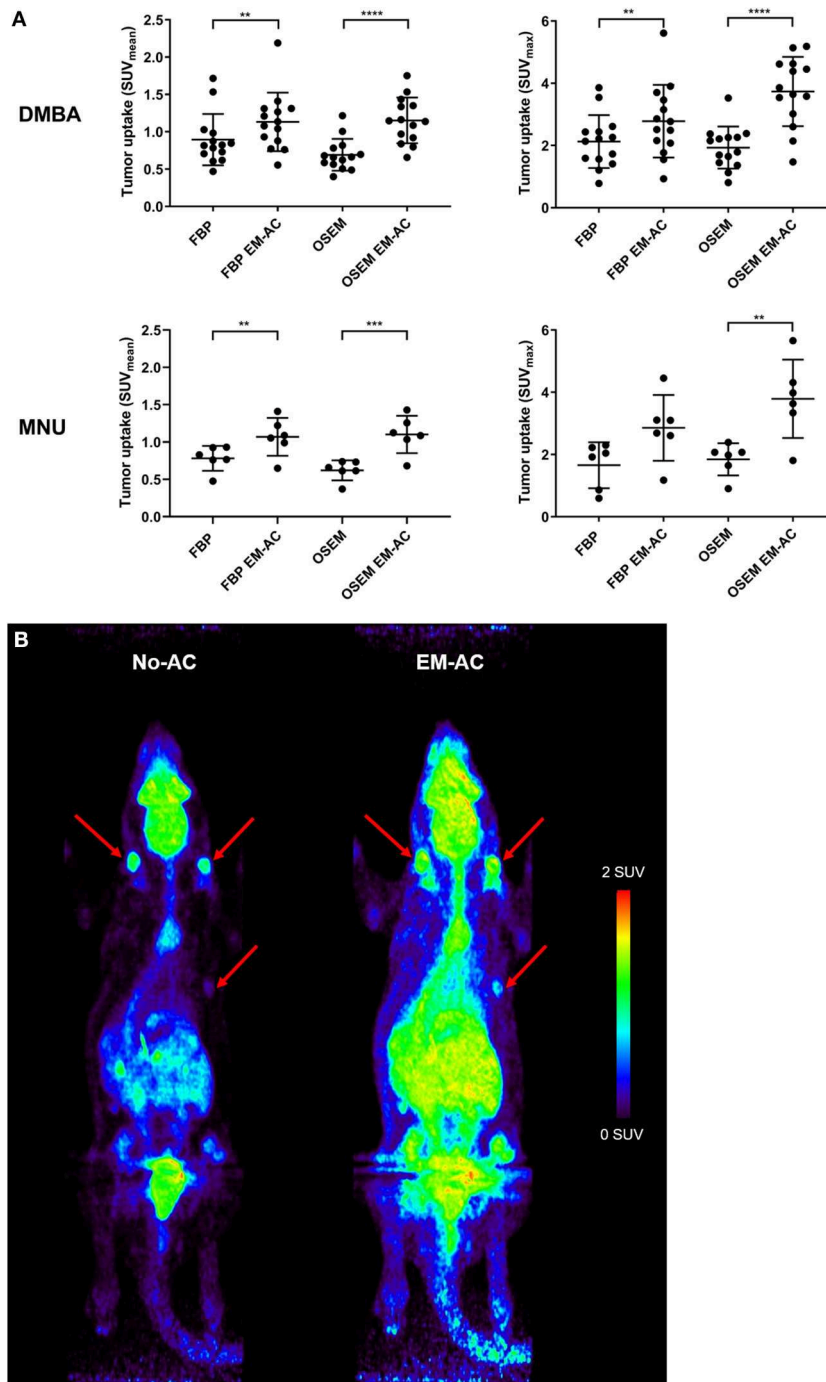 A
DMBA
Tumor uptake (SUVmean)
2.5
2.0
1.5
1.0
0.5
0.0
**
****
FBP
FBP EM-AC
OSEM
OSEM EM-AC
Tumor uptake (SUVmax)
6
4
2
0
**
****
FBP
FBP EM-AC
OSEM
OSEM EM-AC
MNU
Tumor uptake (SUVmean)
2.5
2.0
1.5
1.0
0.5
0.0
**
***
FBP
FBP EM-AC
OSEM
OSEM EM-AC
Tumor uptake (SUVmax)
6
4
2
0
**
FBP
FBP EM-AC
OSEM
OSEM EM-AC
B
No-AC
EM-AC
2 SUV
0 SUV